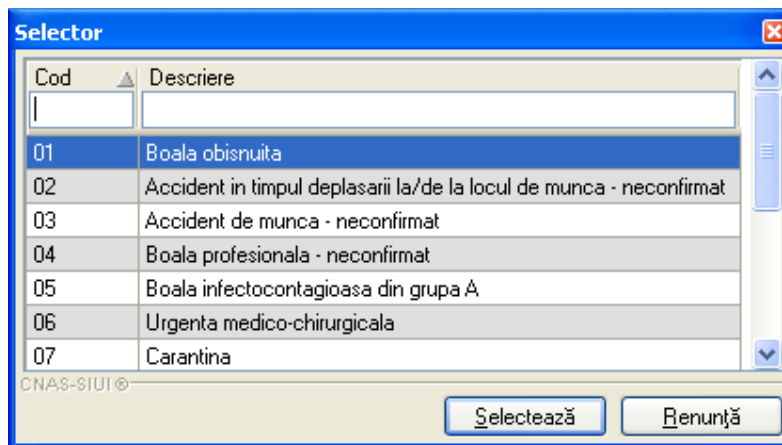 Selector
Cod Descriere
01 Boala obisnuita
02 Accident in timpul deplasarii la/de la locul de munca - neconfirmat
03 Accident de munca - neconfirmat
04 Boala profesionala - neconfirmat
05 Boala infectocontagioasa din grupa A
06 Urgenta medico-chirurgicala
07 Carantina
CNAS-SIUI ®
Selectează Renunţă